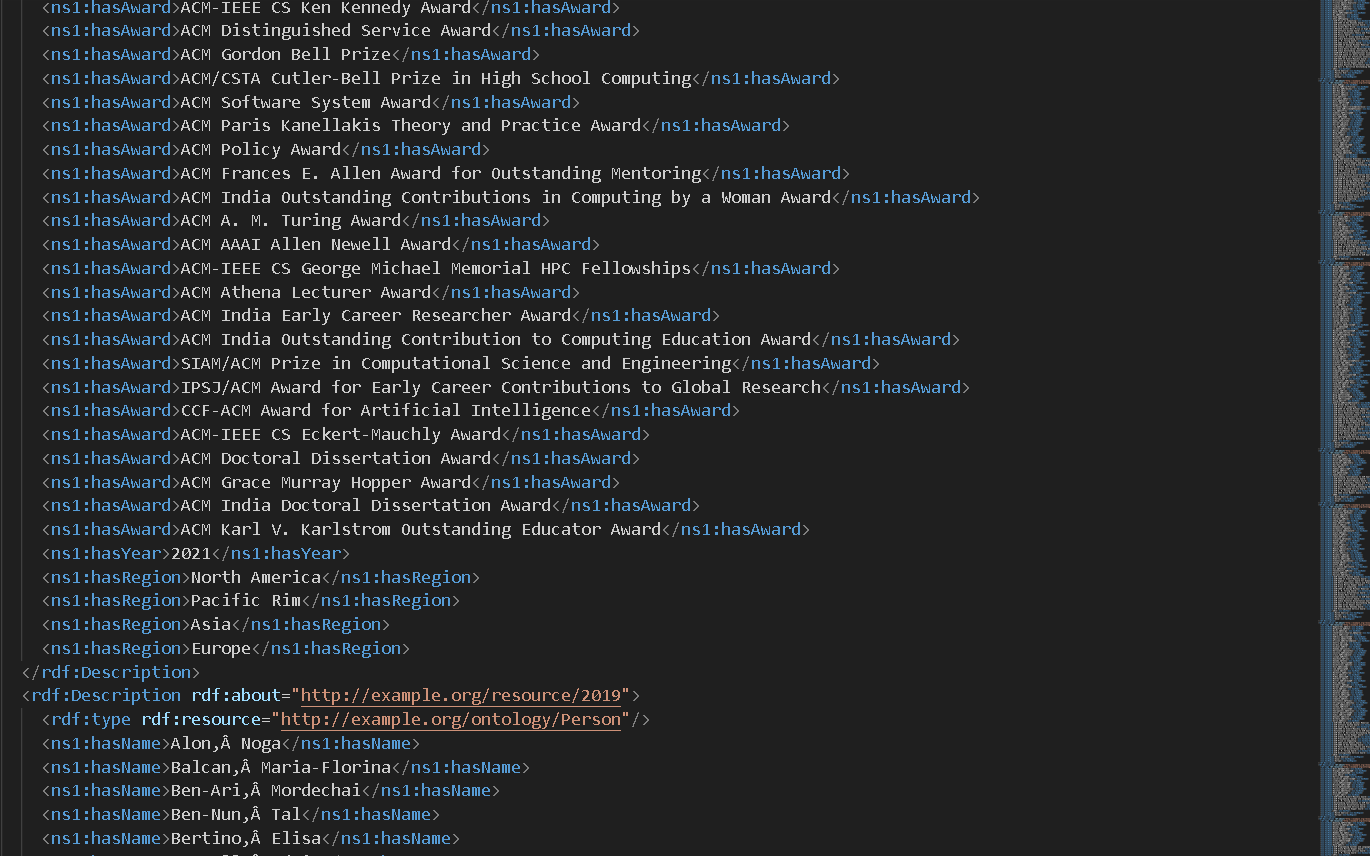 <ns1:hasAward>ACM-IEEE CS Ken Kennedy Award</ns1:hasAward>
<ns1:hasAward>ACM Distinguished Service Award</ns1:hasAward>
<ns1:hasAward>ACM Gordon Bell Prize</ns1:hasAward>
<ns1:hasAward>ACM/CSTA Cutler-Bell Prize in High School Computing</ns1:hasAward>
<ns1:hasAward>ACM Software System Award</ns1:hasAward>
<ns1:hasAward>ACM Paris Kanellakis Theory and Practice Award</ns1:hasAward>
<ns1:hasAward>ACM Policy Award</ns1:hasAward>
<ns1:hasAward>ACM Frances E. Allen Award for Outstanding Mentoring</ns1:hasAward>
<ns1:hasAward>ACM India Outstanding Contributions in Computing by a Woman Award</ns1:hasAward>
<ns1:hasAward>ACM A. M. Turing Award</ns1:hasAward>
<ns1:hasAward>ACM AAAI Allen Newell Award</ns1:hasAward>
<ns1:hasAward>ACM-IEEE CS George Michael Memorial HPC Fellowships</ns1:hasAward>
<ns1:hasAward>ACM Athena Lecturer Award</ns1:hasAward>
<ns1:hasAward>ACM India Early Career Researcher Award</ns1:hasAward>
<ns1:hasAward>ACM India Outstanding Contribution to Computing Education Award</ns1:hasAward>
<ns1:hasAward>SIAM/ACM Prize in Computational Science and Engineering</ns1:hasAward>
<ns1:hasAward>IPSJ/ACM Award for Early Career Contributions to Global Research</ns1:hasAward>
<ns1:hasAward>CCF-ACM Award for Artificial Intelligence</ns1:hasAward>
<ns1:hasAward>ACM-IEEE CS Eckert-Mauchly Award</ns1:hasAward>
<ns1:hasAward>ACM Doctoral Dissertation Award</ns1:hasAward>
<ns1:hasAward>ACM Grace Murray Hopper Award</ns1:hasAward>
<ns1:hasAward>ACM India Doctoral Dissertation Award</ns1:hasAward>
<ns1:hasAward>ACM Karl V. Karlstrom Outstanding Educator Award</ns1:hasAward>
<ns1:hasYear>2021</ns1:hasYear>
<ns1:hasRegion>North America</ns1:hasRegion>
<ns1:hasRegion>Pacific Rim</ns1:hasRegion>
<ns1:hasRegion>Asia</ns1:hasRegion>
<ns1:hasRegion>Europe</ns1:hasRegion>
</rdf:Description>
<rdf:Description rdf:about="http://example.org/resource/2019">
<rdf:type rdf:resource="http://example.org/ontology/Person"/>
<ns1:hasName>Alon,Â Noga</ns1:hasName>
<ns1:hasName>Balcan,Â Maria-Florina</ns1:hasName>
<ns1:hasName>Ben-Ari,Â Mordechai</ns1:hasName>
<ns1:hasName>Ben-Nun,Â Tal</ns1:hasName>
<ns1:hasName>Bertino,Â Elisa</ns1:hasName>